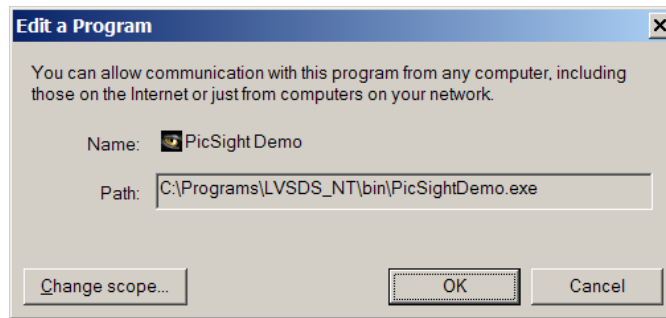 Edit a Program
You can allow communication with this program from any computer, including
those on the Internet or just from computers on your network.
Name: PicSight Demo
Path: C:\Programs\LVSDS_NT\bin\PicSightDemo.exe
Change scope... OK Cancel